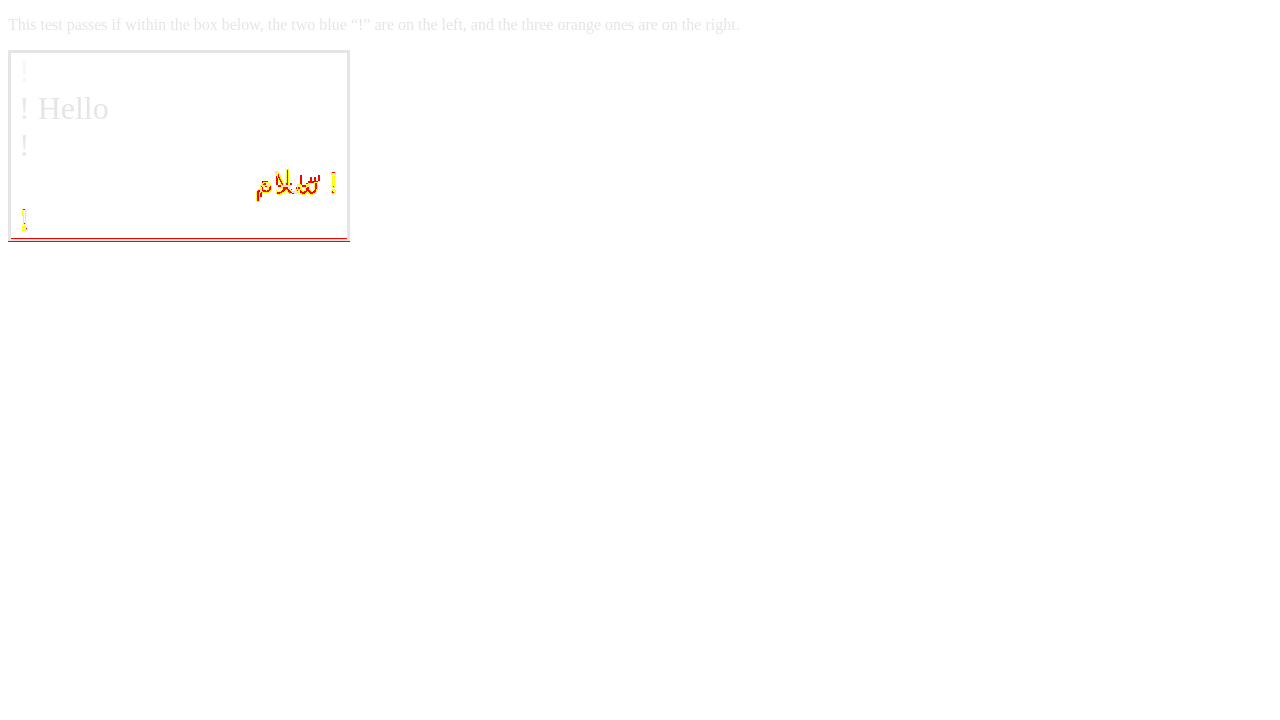 This test passes if within the box below, the two blue “!” are on the left, and the three orange ones are on the right.
!
! Hello
!
! سلام
!